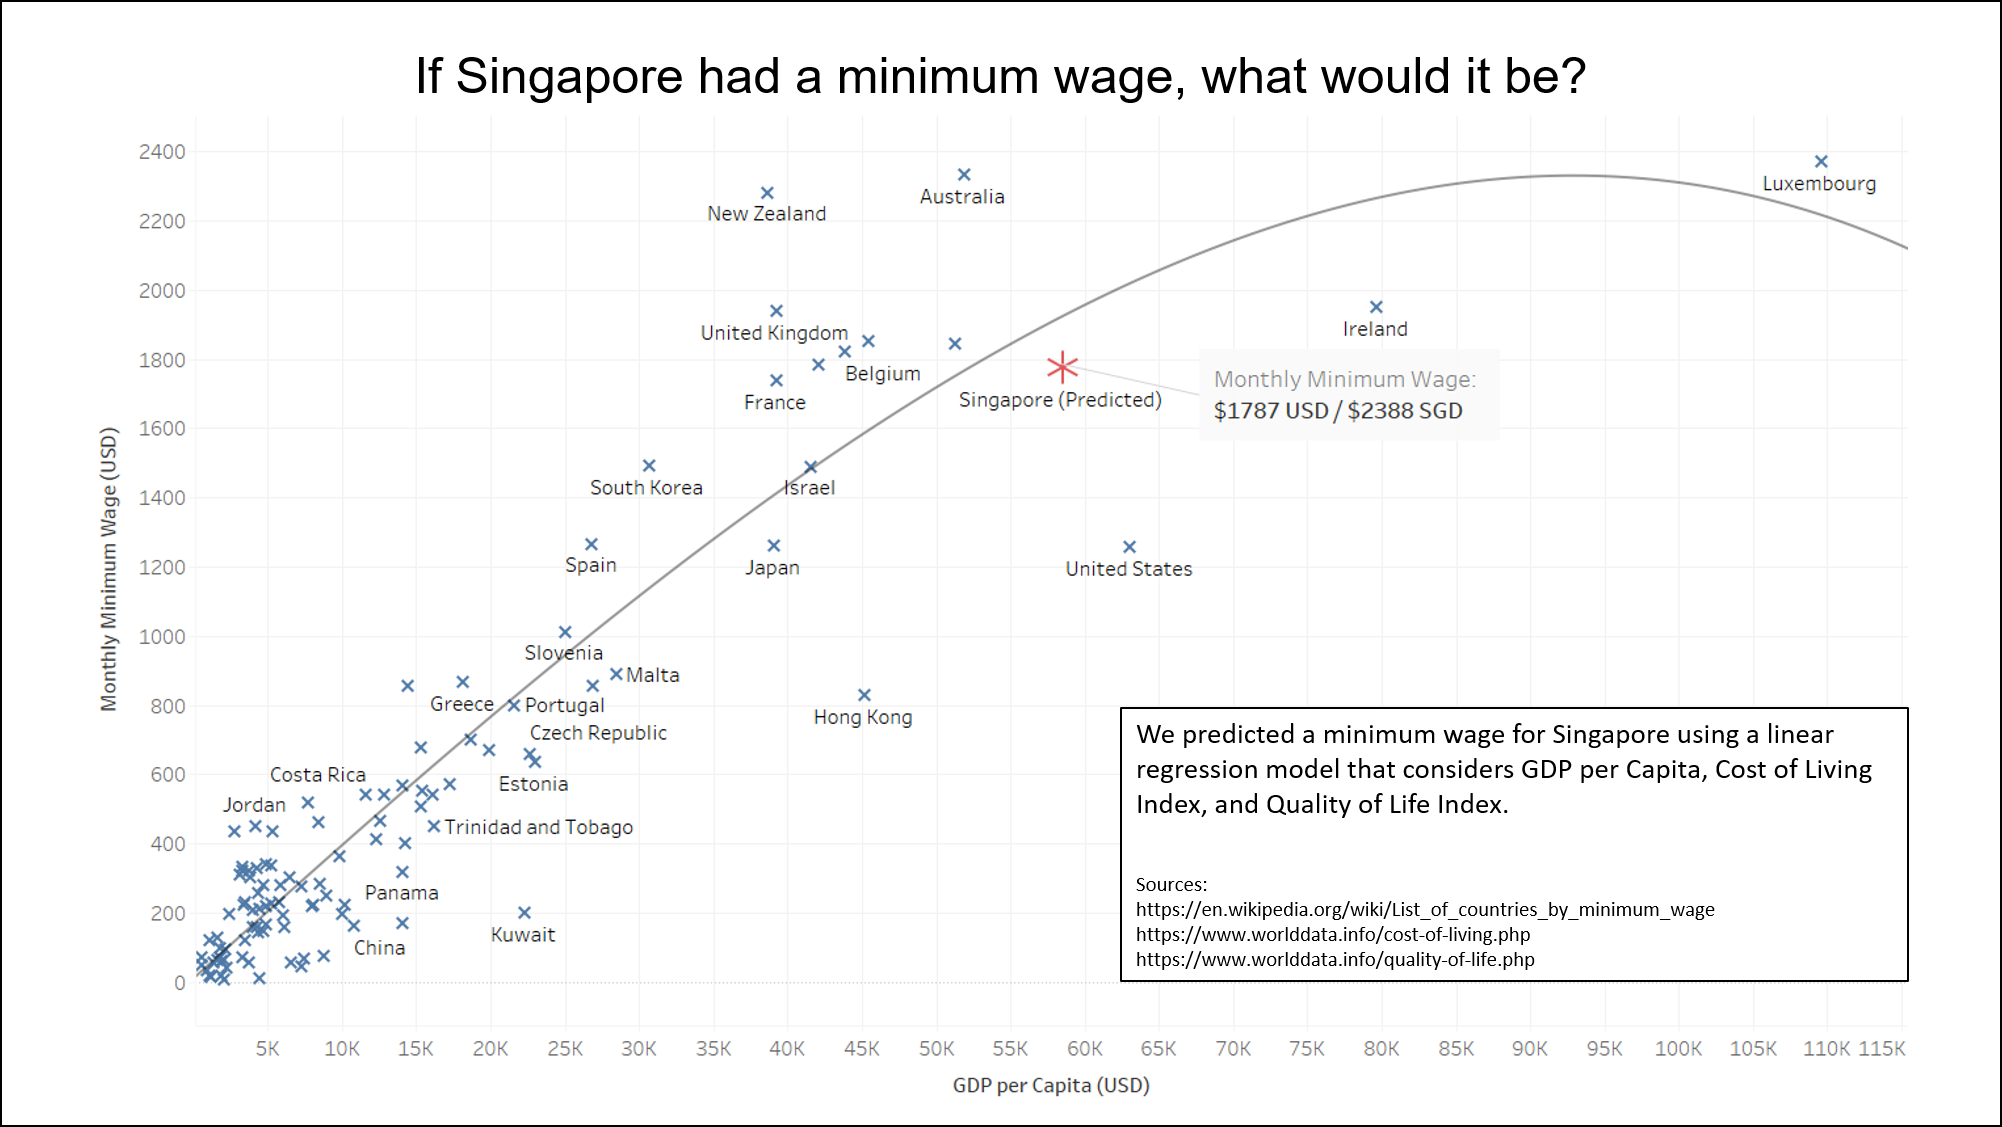 If Singapore had a minimum wage, what would it be?
2400
2200
2000
1800
1600
1400
1200
1000
800
600
400
200
0
Monthly Minimum Wage (USD)
Luxembourg
Australia
New Zealand
United Kingdom
Ireland
Belgium
France
Singapore (Predicted)
Monthly Minimum Wage:
$1787 USD / $2388 SGD
South Korea
Israel
Spain
Japan
United States
Slovenia
Malta
Greece
Portugal
Hong Kong
Czech Republic
Costa Rica
Estonia
Jordan
Trinidad and Tobago
Panama
Kuwait
China
We predicted a minimum wage for Singapore using a linear
regression model that considers GDP per Capita, Cost of Living
Index, and Quality of Life Index.
Sources:
https://en.wikipedia.org/wiki/List_of_countries_by_minimum_wage
https://www.worlddata.info/cost-of-living.php
https://www.worlddata.info/quality-of-life.php
5K 10K 15K 20K 25K 30K 35K 40K 45K 50K 55K 60K 65K 70K 75K 80K 85K 90K 95K 100K 105K 110K 115K
GDP per Capita (USD)